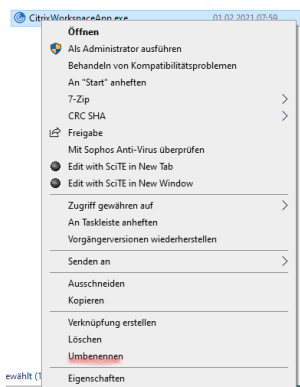 CitrixWorkspaceApp.exe 01.02.2021 07:59
Öffnen
Als Administrator ausführen
Behandeln von Kompatibilitätsproblemen
An "Start" anheften
7-Zip
CRC SHA
Freigabe
Mit Sophos Anti-Virus überprüfen
Edit with SciTE in New Tab
Edit with SciTE in New Window
Zugriff gewähren auf
An Taskleiste anheften
Vorgängerversionen wiederherstellen
Senden an
Ausschneiden
Kopieren
Verknüpfung erstellen
Löschen
Umbenennen
ewählt (1
Eigenschaften